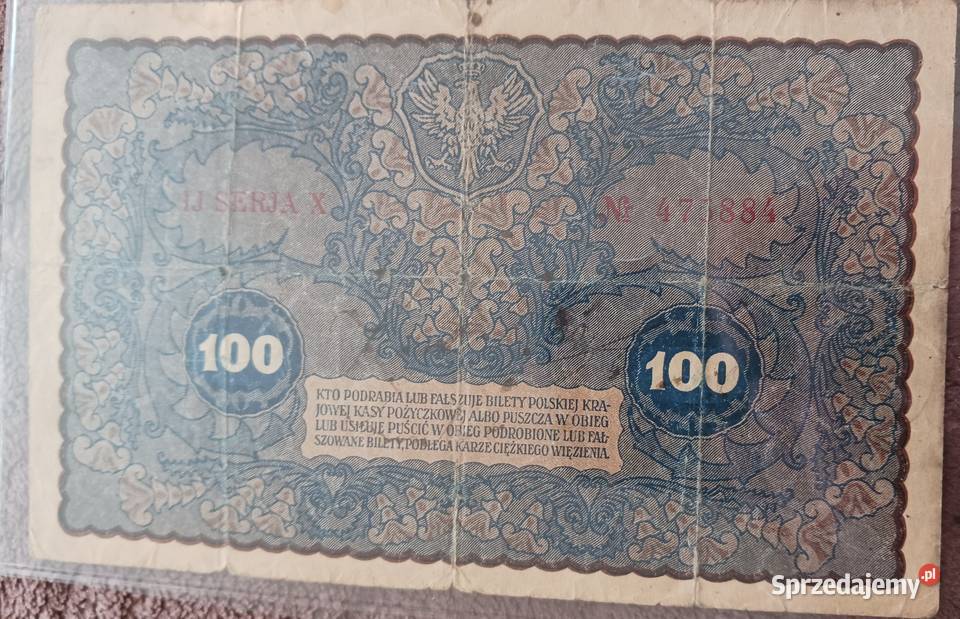 IJ SERJA X
№ 475884
100
100
KTO PODRABIA LUB FAŁSZUJE BILETY POLSKIEJ KRA-
JOWEJ KASY POŻYCZKOWEJ ALBO PUSZCZA W OBIEG
LUB USIŁUJE PUŚCIĆ W OBIEG PODROBIONE LUB FAŁ-
SZOWANE BILETY, PODLEGA KARZE CIĘŻKIEGO WIĘZIENIA.
Sprzedajemy.pl